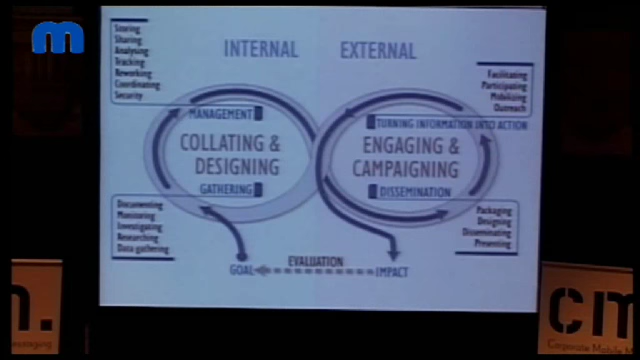 m
INTERNAL
EXTERNAL
Storing
Sharing
Analysing
Tracking
Reworking
Coordinating
Security
MANAGEMENT
COLLATING &
DESIGNING
GATHERING
Documenting
Monitoring
Investigating
Researching
Data gathering
Facilitating
Participating
Mobilising
Outreach
TURNING INFORMATION INTO ACTION
ENGAGING &
CAMPAIGNING
DISSEMINATION
Packaging
Designing
Disseminating
Presenting
GOAL
EVALUATION
IMPACT
m.
cm
Corporate Mobile M